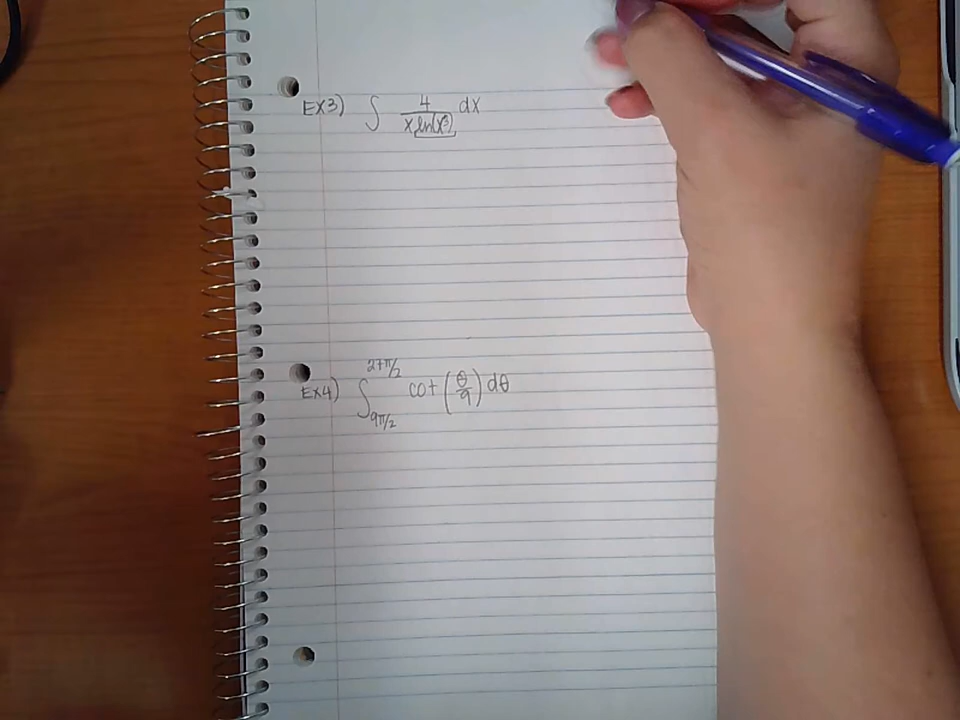 Ex3) ∫ 4/(x ln(x³)) dx
Ex4) ∫_{9π/2}^{27π/2} cot(θ/9) dθ